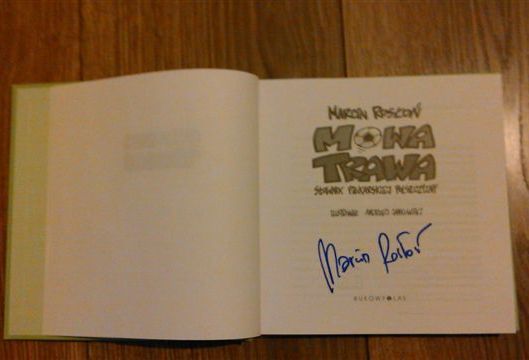 MARCIN ROSŁOŃ
MOWA
TRAWA
SŁOWNIK PIŁKARSKIEJ POLSZCZYZNY
Marcin Rosłoń
BUKOWY LAS